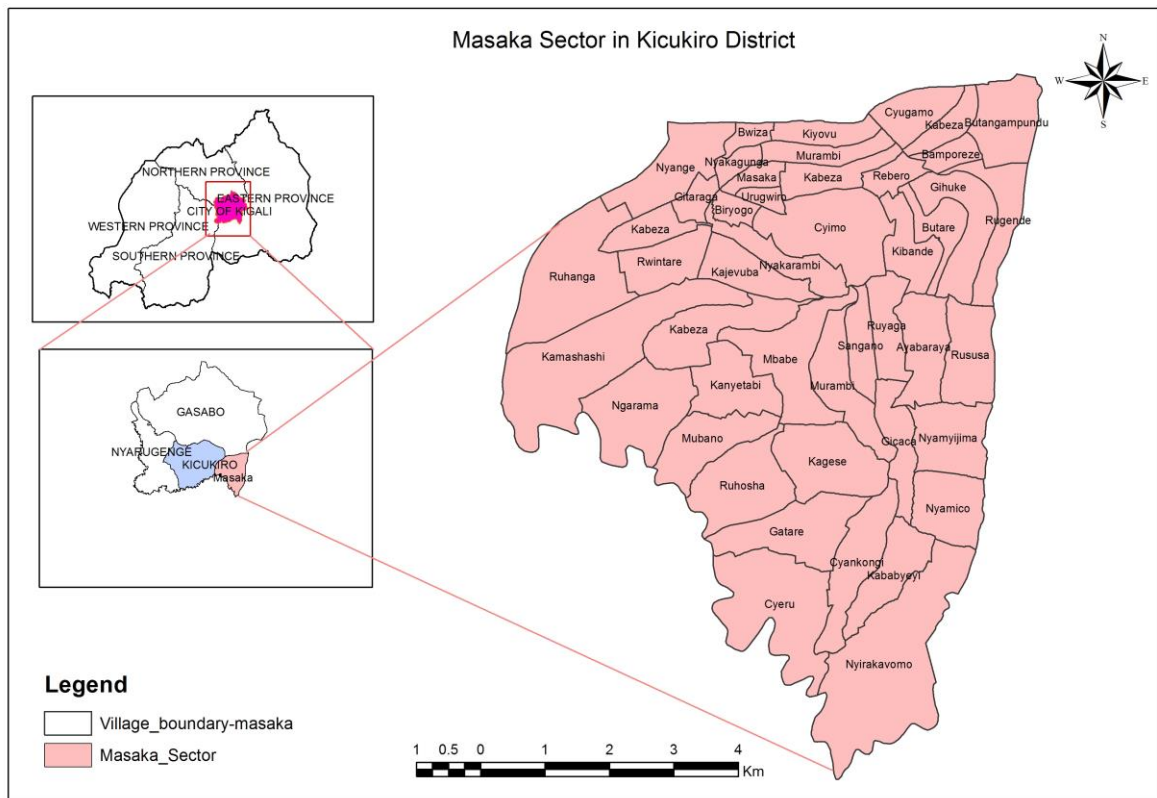 Masaka Sector in Kicukiro District
N
W
E
S
NORTHERN PROVINCE
EASTERN PROVINCE
CITY OF KIGALI
WESTERN PROVINCE
SOUTHERN PROVINCE
GASABO
NYARUGENGE
KICUKIRO
Masaka
Cyugamo
Kabeza
Butangampundu
Bwiza
Kiyovu
Nyange
Nyakagunga
Murambi
Bamporeze
Masaka
Kabeza
Rebero
Gihuke
Gitaraga
Urugwiro
Biryogo
Rugende
Kabeza
Cyimo
Butare
Kibande
Ruhanga
Rwintare
Kajevuba
Nyakarambi
Kabeza
Ruyaga
Kamashashi
Mbabe
Sangano
Ayabaraya
Rususa
Kanyetabi
Murambi
Ngarama
Mubano
Gicaca
Nyamyijima
Kagese
Ruhosha
Nyamico
Gatare
Cyankongi
Kababyeyi
Cyeru
Nyirakavomo
Legend
Village_boundary-masaka
Masaka_Sector
1 0.5 0 1 2 3 4
Km